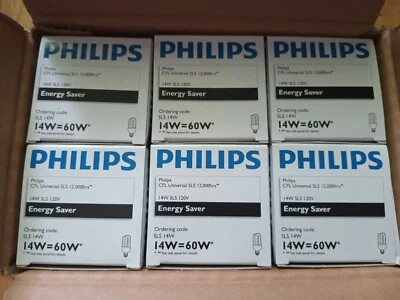 PHILIPS
Philips
CFL Universal SLS 12,000hrs**
14W SLS 120V
Energy Saver
Ordering code:
SLS 14W
14W=60W*
PHILIPS
Philips
CFL Universal SLS 12,000hrs**
14W SLS 120V
Energy Saver
Ordering code:
SLS 14W
14W=60W*
PHILIPS
Philips
CFL Universal SLS 12,000hrs**
14W SLS 120V
Energy Saver
Ordering code:
SLS 14W
14W=60W*
PHILIPS
Philips
CFL Universal SLS 12,000hrs**
14W SLS 120V
Energy Saver
Ordering code:
SLS 14W
14W=60W*
PHILIPS
Philips
CFL Universal SLS 12,000hrs**
14W SLS 120V
Energy Saver
Ordering code:
SLS 14W
14W=60W*
PHILIPS
Philips
CFL Universal SLS 12,000hrs**
14W SLS 120V
Energy Saver
Ordering code:
SLS 14W
14W=60W*